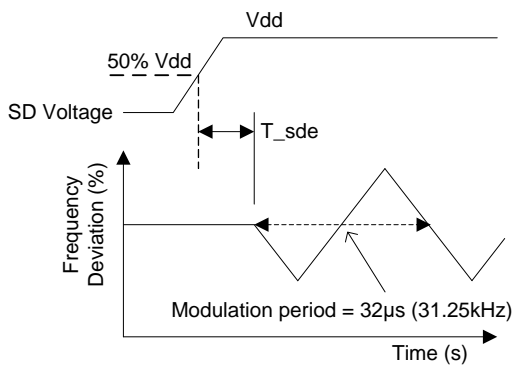 Vdd
50% Vdd
SD Voltage
T_sde
Frequency
Deviation (%)
Modulation period = 32µs (31.25kHz)
Time (s)